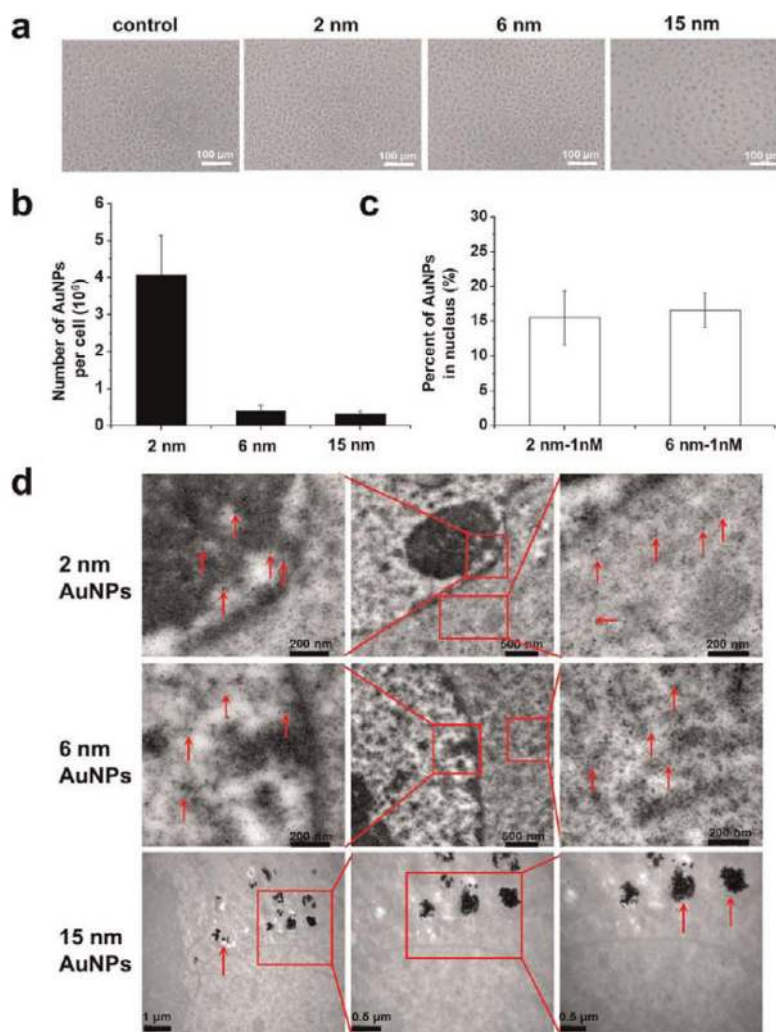 a
control 2 nm 6 nm 15 nm
100 µm 100 µm 100 µm 100 µm
b
Number of AuNPs
per cell (10⁶)
6
5
4
3
2
1
0
2 nm 6 nm 15 nm
c
Percent of AuNPs
in nucleus (%)
30
25
20
15
10
5
0
2 nm-1nM 6 nm-1nM
d
2 nm
AuNPs
200 nm 500 nm 200 nm
6 nm
AuNPs
200 nm 500 nm 200 nm
15 nm
AuNPs
1 µm 0.5 µm 0.5 µm